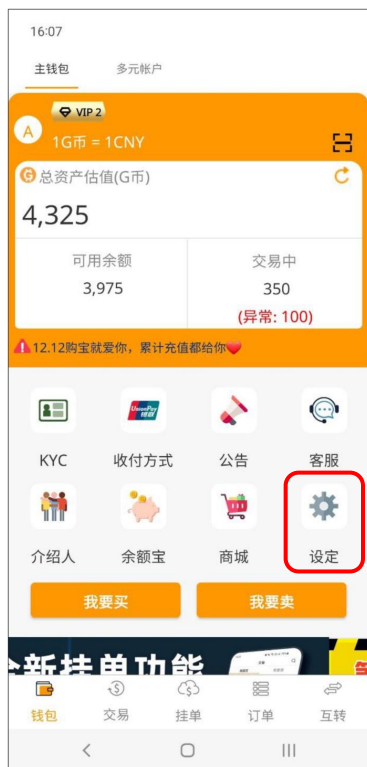 16:07
主钱包 多元帐户
VIP 2
A
1G币 = 1CNY
G 总资产估值(G币)
4,325
可用余额 交易中
3,975 350
(异常: 100)
12.12购宝就爱你，累计充值都给你
UnionPay
银联
KYC 收付方式 公告 客服
介绍人 余额宝 商城 设定
我要买 我要卖
全新挂单功能
钱包 交易 挂单 订单 互转